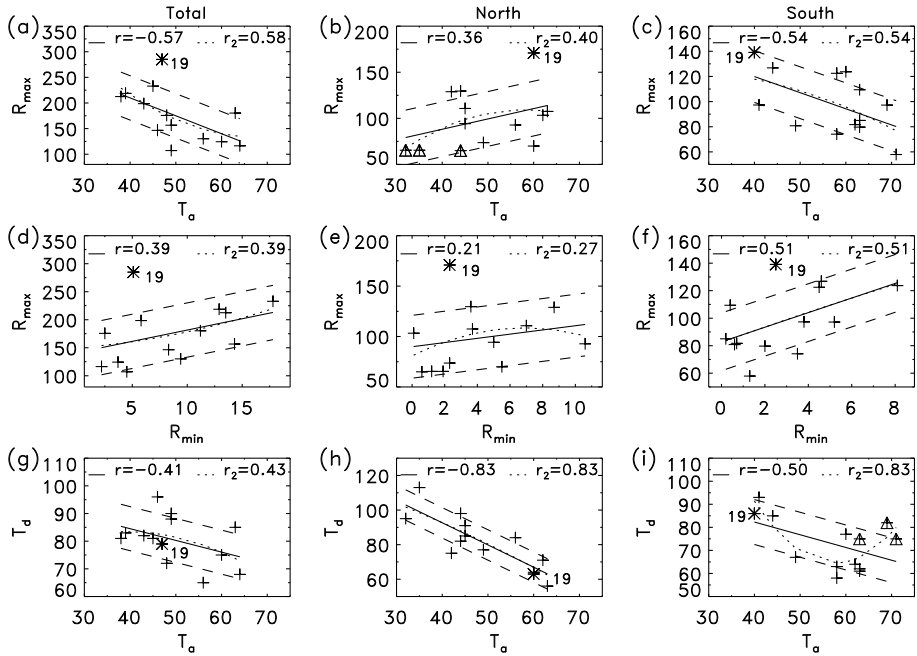 Total North South
(a) r=−0.57 r2=0.58
19
350
300
250
200
150
100
Rmax
30 40 50 60 70
Ta
(b) r=0.36 r2=0.40
19
200
150
100
50
Rmax
30 40 50 60 70
Ta
(c) r=−0.54 r2=0.54
19
160
140
120
100
80
60
Rmax
30 40 50 60 70
Ta
(d) r=0.39 r2=0.39
19
350
300
250
200
150
100
Rmax
5 10 15
Rmin
(e) r=0.21 r2=0.27
19
200
150
100
50
Rmax
0 2 4 6 8 10
Rmin
(f) r=0.51 r2=0.51
19
160
140
120
100
80
60
Rmax
0 2 4 6 8
Rmin
(g) r=−0.41 r2=0.43
19
110
100
90
80
70
60
Td
30 40 50 60 70
Ta
(h) r=−0.83 r2=0.83
19
120
100
80
60
Td
30 40 50 60 70
Ta
(i) r=−0.50 r2=0.83
19
110
100
90
80
70
60
50
Td
30 40 50 60 70
Ta